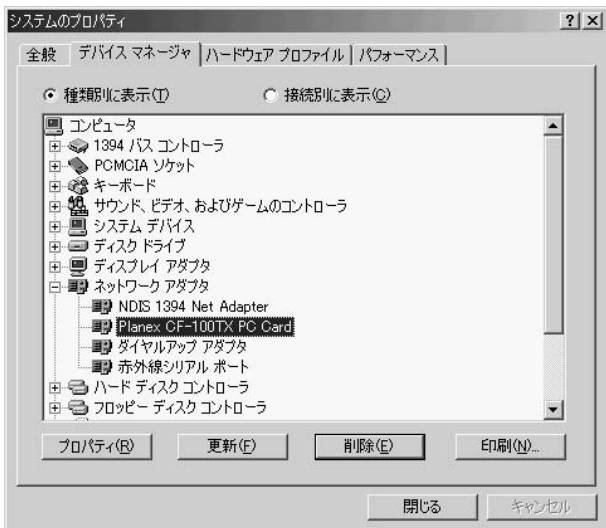 システムのプロパティ
全般 デバイス マネージャ ハードウェア プロファイル パフォーマンス
種類別に表示(T) 接続別に表示(C)
コンピュータ
1394 バス コントローラ
PCMCIA ソケット
キーボード
サウンド、ビデオ、およびゲームのコントローラ
システム デバイス
ディスク ドライブ
ディスプレイ アダプタ
ネットワーク アダプタ
NDIS 1394 Net Adapter
Planex CF-100TX PC Card
ダイヤルアップ アダプタ
赤外線シリアル ポート
ハード ディスク コントローラ
フロッピー ディスク コントローラ
プロパティ(R) 更新(F) 削除(E) 印刷(N)...
閉じる キャンセル